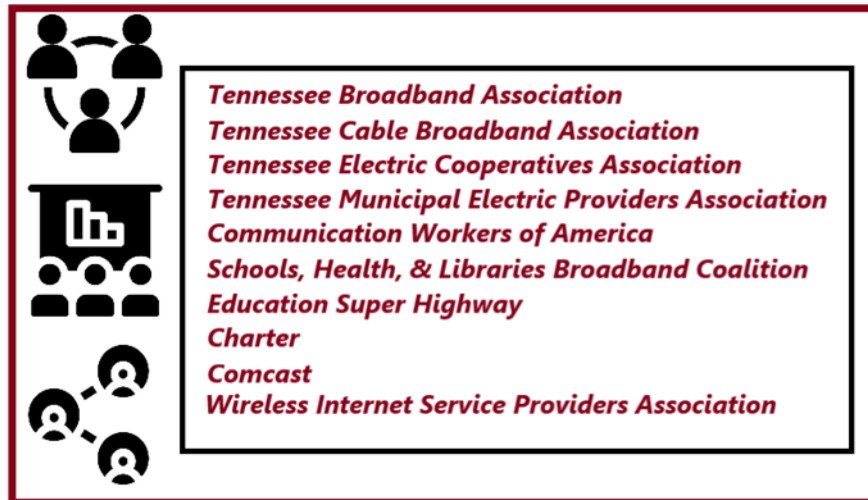 Tennessee Broadband Association
Tennessee Cable Broadband Association
Tennessee Electric Cooperatives Association
Tennessee Municipal Electric Providers Association
Communication Workers of America
Schools, Health, & Libraries Broadband Coalition
Education Super Highway
Charter
Comcast
Wireless Internet Service Providers Association